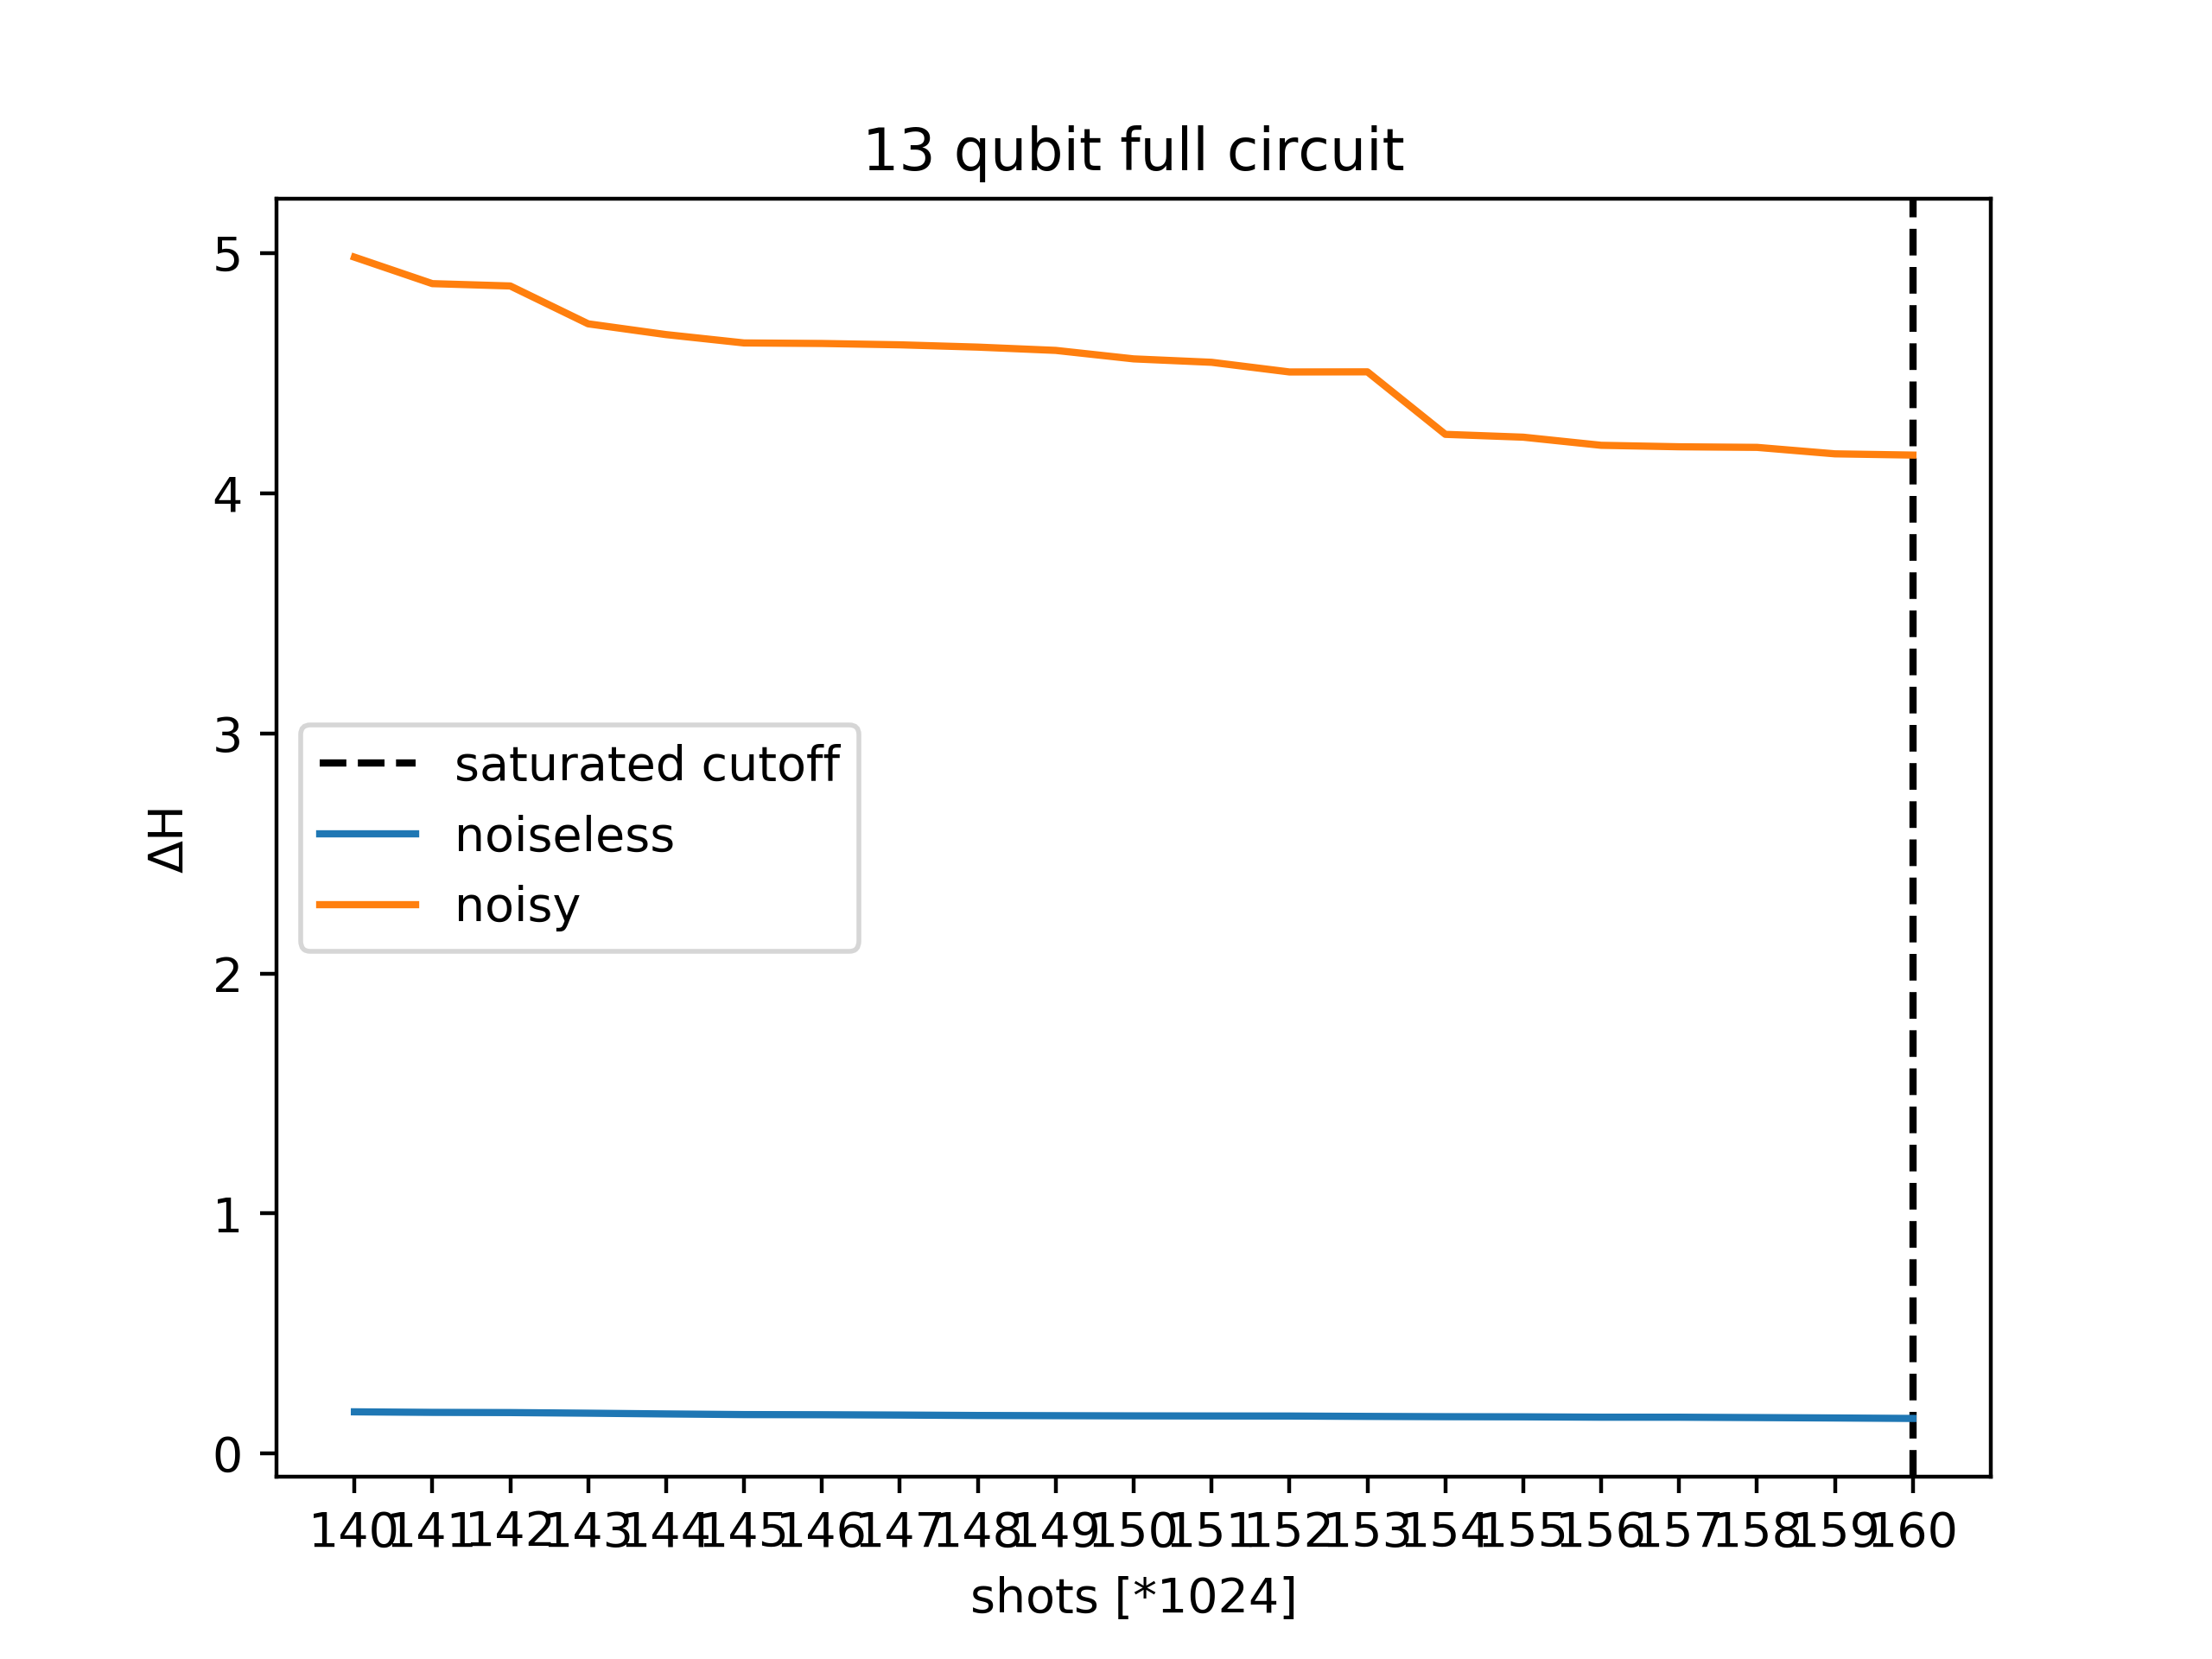 13 qubit full circuit
5
4
3
2
1
0
ΔH
saturated cutoff
noiseless
noisy
140 141 142 143 144 145 146 147 148 149 150 151 152 153 154 155 156 157 158 159 160
shots [*1024]